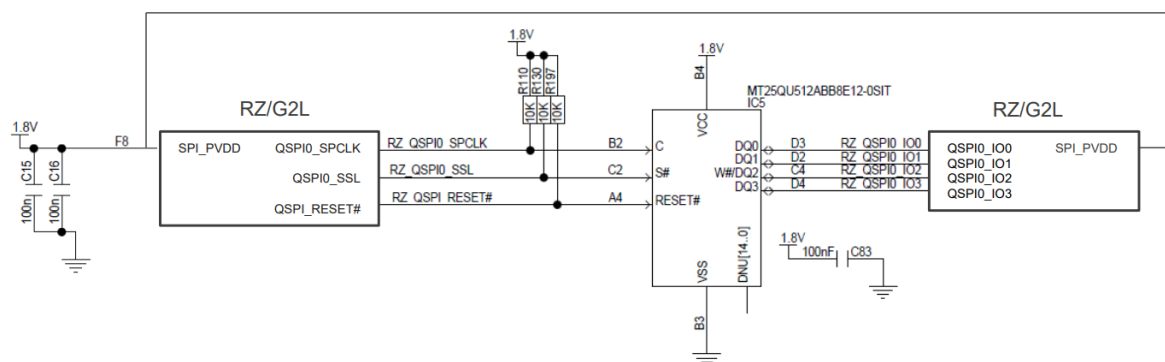 1.8V
1.8V
R110
R130
R197
10K
10K
10K
B4
MT25QU512ABB8E12-0SIT
IC5
RZ/G2L
RZ/G2L
1.8V
F8
SPI_PVDD
QSPI0_SPCLK
RZ_QSPI0_SPCLK
B2
C
VCC
DQ0
D3
RZ_QSPI0_IO0
QSPI0_IO0
SPI_PVDD
DQ1
D2
RZ_QSPI0_IO1
QSPI0_IO1
C15
C16
100n
100n
QSPI0_SSL
RZ_QSPI0_SSL
C2
S#
W#/DQ2
C4
RZ_QSPI0_IO2
QSPI0_IO2
DQ3
D4
RZ_QSPI0_IO3
QSPI0_IO3
QSPI_RESET#
RZ_QSPI_RESET#
A4
RESET#
1.8V
100nF
C83
VSS
DNU[14..0]
B3